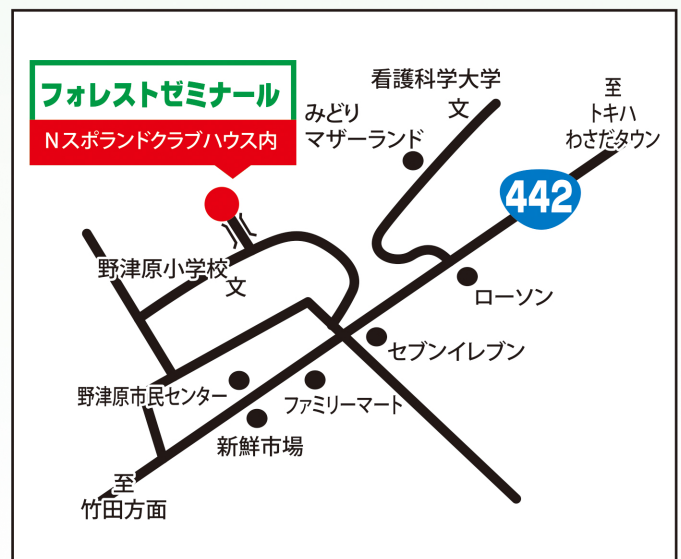 フォレストゼミナール
Nスポランドクラブハウス内
看護科学大学
文
みどり
マザーランド
至
トキハ
わさだタウン
442
野津原小学校
文
ローソン
セブンイレブン
野津原市民センター
ファミリーマート
新鮮市場
至
竹田方面